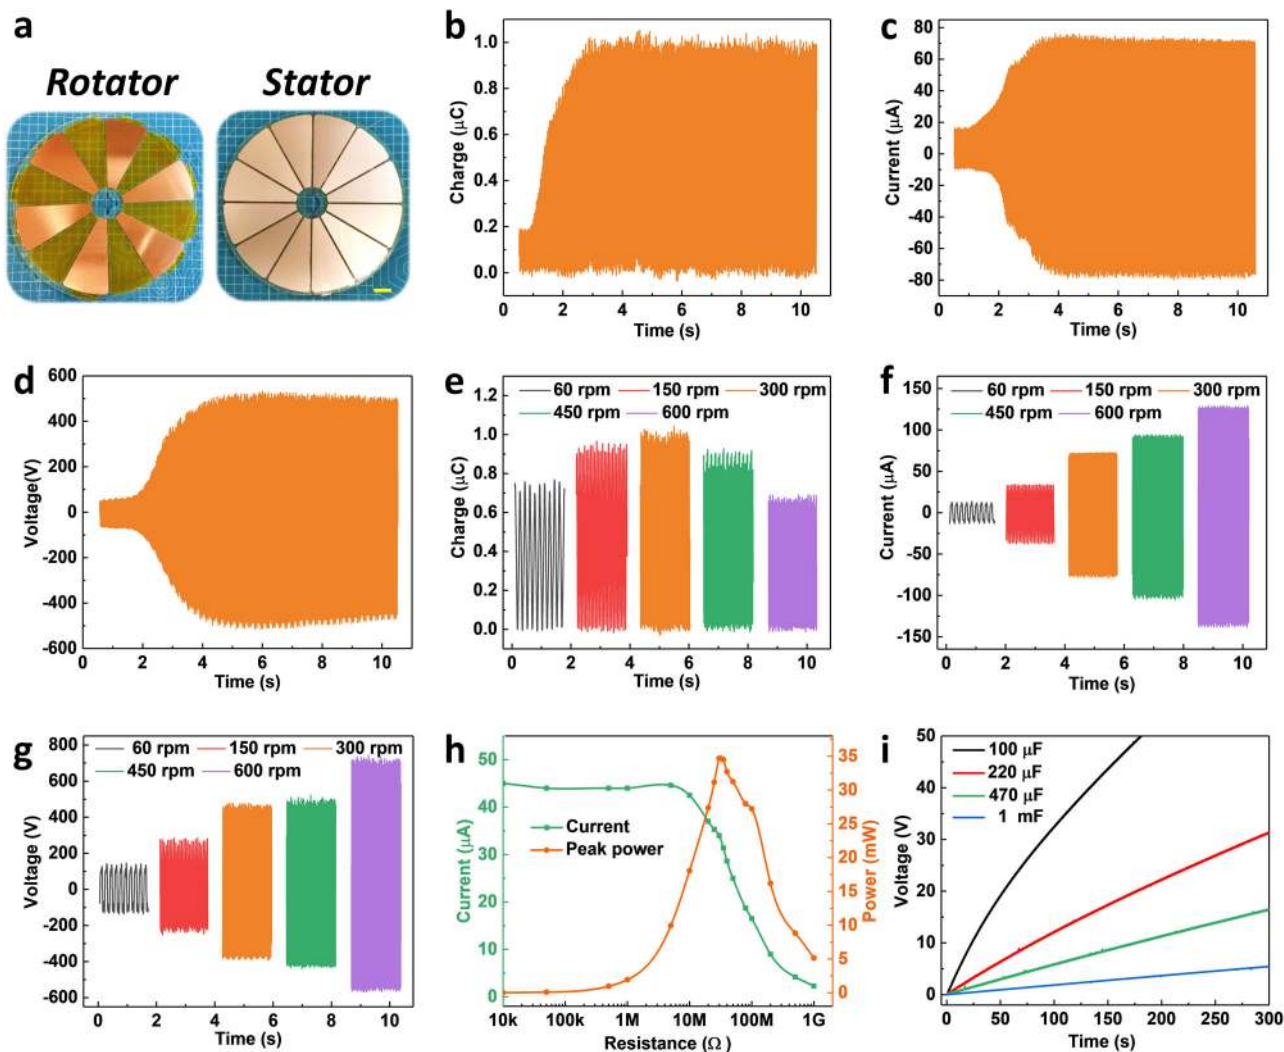 a
Rotator Stator
b
Charge (μC)
1.0
0.8
0.6
0.4
0.2
0.0
0 2 4 6 8 10
Time (s)
c
Current (μA)
80
60
40
20
0
-20
-40
-60
-80
0 2 4 6 8 10
Time (s)
d
Voltage(V)
600
400
200
0
-200
-400
-600
0 2 4 6 8 10
Time (s)
e
60 rpm 150 rpm 300 rpm
450 rpm 600 rpm
Charge (μC)
1.2
1.0
0.8
0.6
0.4
0.2
0.0
0 2 4 6 8 10
Time (s)
f
60 rpm 150 rpm 300 rpm
450 rpm 600 rpm
Current (μA)
150
100
50
0
-50
-100
-150
0 2 4 6 8 10
Time (s)
g
60 rpm 150 rpm 300 rpm
450 rpm 600 rpm
Voltage (V)
800
600
400
200
0
-200
-400
-600
0 2 4 6 8 10
Time (s)
h
Current (μA)
50
40
30
20
10
0
Current
Peak power
Power (mW)
35
30
25
20
15
10
5
0
10k 100k 1M 10M 100M 1G
Resistance (Ω)
i
100 μF
220 μF
470 μF
1 mF
Voltage (V)
50
40
30
20
10
0
0 50 100 150 200 250 300
Time (s)